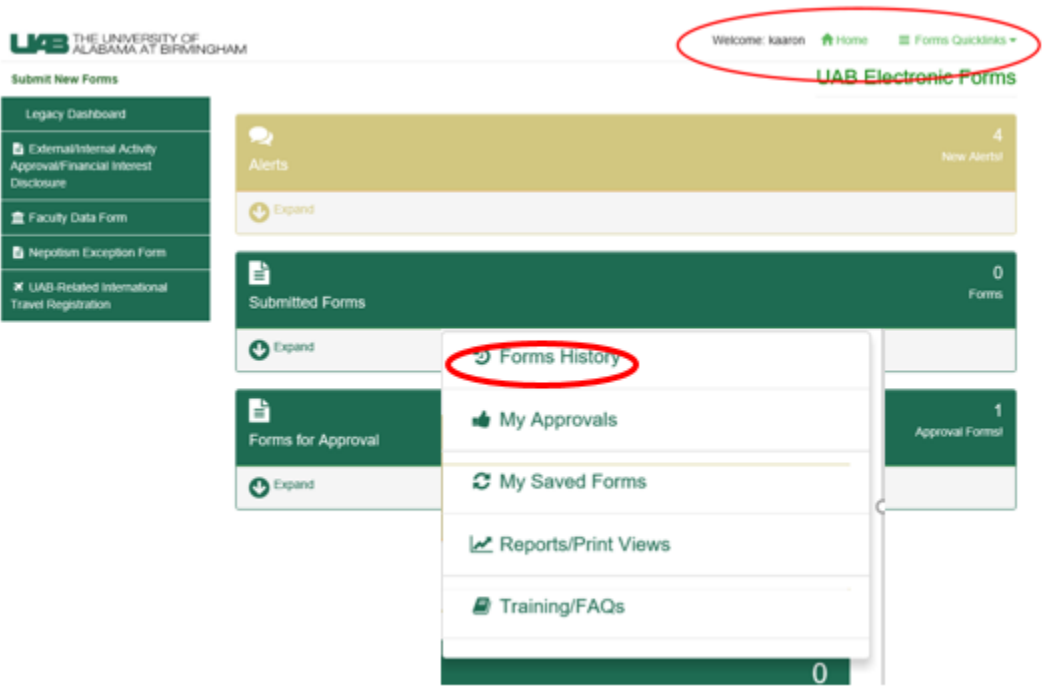 UAB THE UNIVERSITY OF
ALABAMA AT BIRMINGHAM
Welcome: kaaron Home Forms Quicklinks
Submit New Forms
UAB Electronic Forms
Legacy Dashboard
External/Internal Activity
Approval/Financial Interest
Disclosure
Faculty Data Form
Nepotism Exception Form
UAB-Related International
Travel Registration
4
Alerts
New Alerts!
Expand
0
Submitted Forms
Forms
Expand
1
Forms for Approval
Approval Forms!
Expand
Forms History
My Approvals
My Saved Forms
Reports/Print Views
Training/FAQs
0